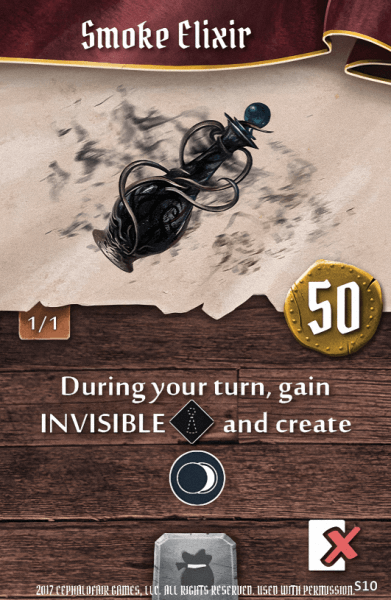 Smoke Elixir
50
1/1
During your turn, gain
INVISIBLE and create
2017 CEPHALOFAIR GAMES, LLC. ALL RIGHTS RESERVED. USED WITH PERMISSION.
S10